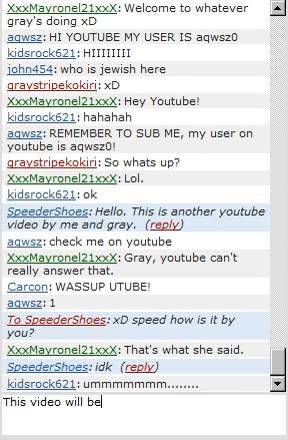 XxxMayronel21xxX: Welcome to whatever
gray's doing xD
aqwsz: HI YOUTUBE MY USER IS aqwsz0
kidsrock621: HIIIIIIII
john454: who is jewish here
graystripekokiri: xD
XxxMayronel21xxX: Hey Youtube!
kidsrock621: hahahah
aqwsz: REMEMBER TO SUB ME, my user on
youtube is aqwsz0!
graystripekokiri: So whats up?
XxxMayronel21xxX: Lol.
kidsrock621: ok
SpeederShoes: Hello. This is another youtube
video by me and gray. (reply)
aqwsz: check me on youtube
XxxMayronel21xxX: Gray, youtube can't
really answer that.
Carcon: WASSUP UTUBE!
aqwsz: 1
To SpeederShoes: xD speed how is it by
you?
XxxMayronel21xxX: That's what she said.
SpeederShoes: idk (reply)
kidsrock621: ummmmmmm........
This video will be